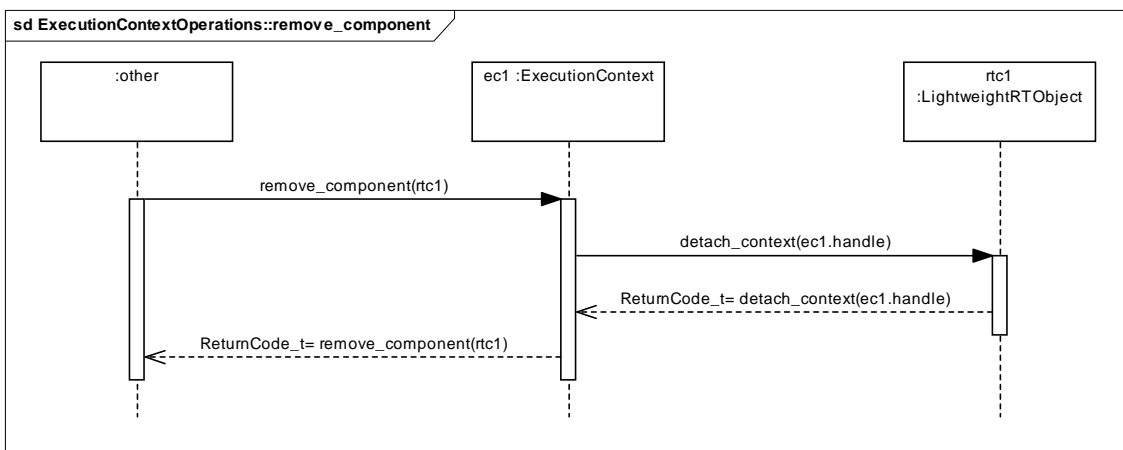 sd ExecutionContextOperations::remove_component
:other
ec1 :ExecutionContext
rtc1
:LightweightRTObject
remove_component(rtc1)
detach_context(ec1.handle)
ReturnCode_t= detach_context(ec1.handle)
ReturnCode_t= remove_component(rtc1)